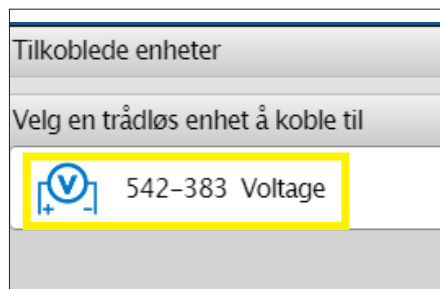 Tilkoblede enheter
Velg en trådløs enhet å koble til
V
+ -
542-383 Voltage